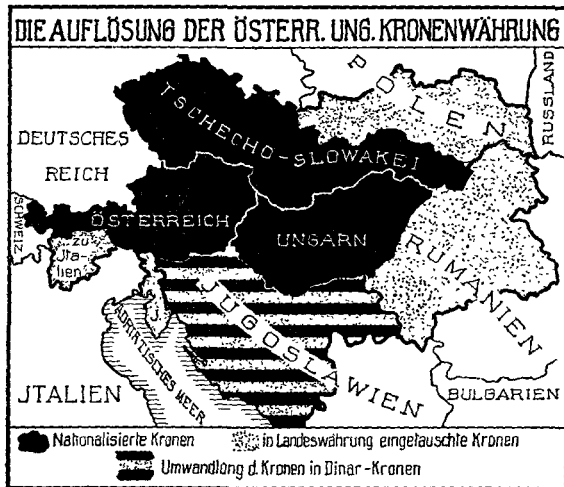 DIE AUFLÖSUNG DER ÖSTERR. UNG. KRONENWÄHRUNG
POLEN
RUSSLAND
TSCHECHO-SLOWAKEI
DEUTSCHES
REICH
SCHWEIZ
ÖSTERREICH
UNGARN
zu
Jta-
lien
RUMÄNIEN
JUGOSLAWIEN
ADRIATISCHES MEER
JTALIEN
BULGARIEN
Nationalisierte Kronen
in Landeswährung eingetauschte Kronen
Umwandlong d. Kronen in Dinar-Kronen